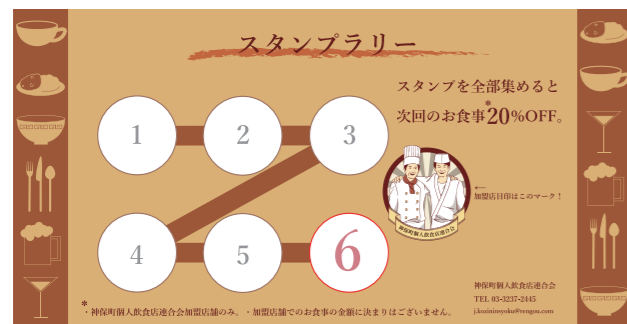 スタンプラリー
スタンプを全部集めると
次回のお食事*20%OFF。
1
2
3
4
5
6
←
加盟店目印はこのマーク！
神保町個人飲食店連合会
神保町個人飲食店連合会
TEL 03-3237-2445
j.kozininsyoku@rengou.com
*
・神保町個人飲食店連合会加盟店のみ。・加盟店舗でのお食事の金額に決まりはございません。